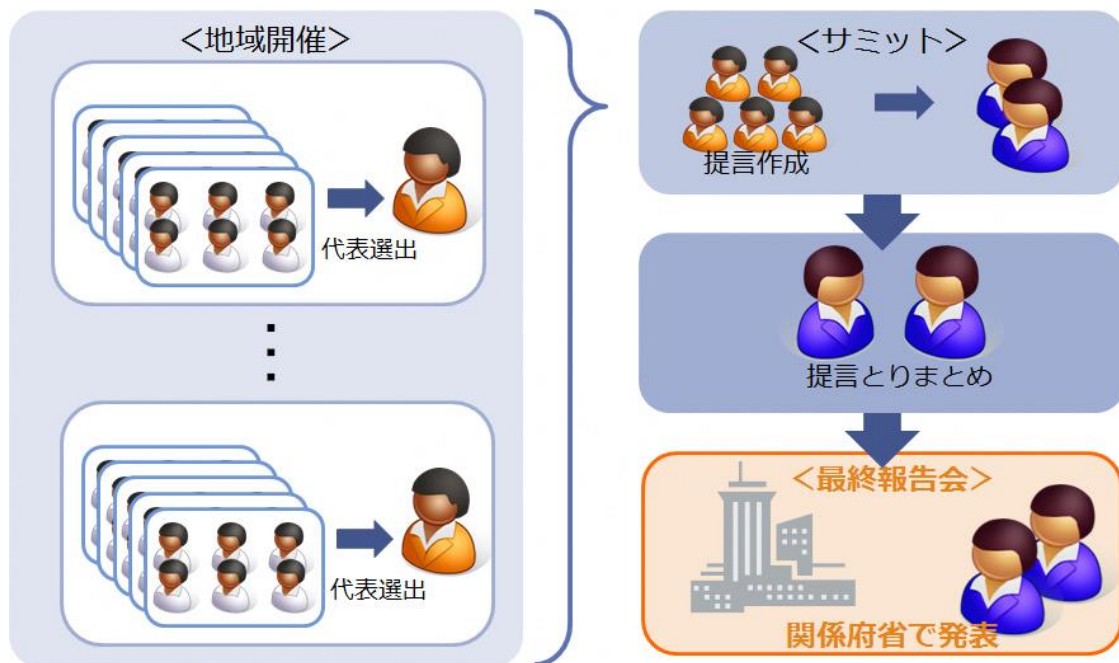 ＜地域開催＞
代表選出
代表選出
＜サミット＞
提言作成
提言とりまとめ
＜最終報告会＞
関係府省で発表